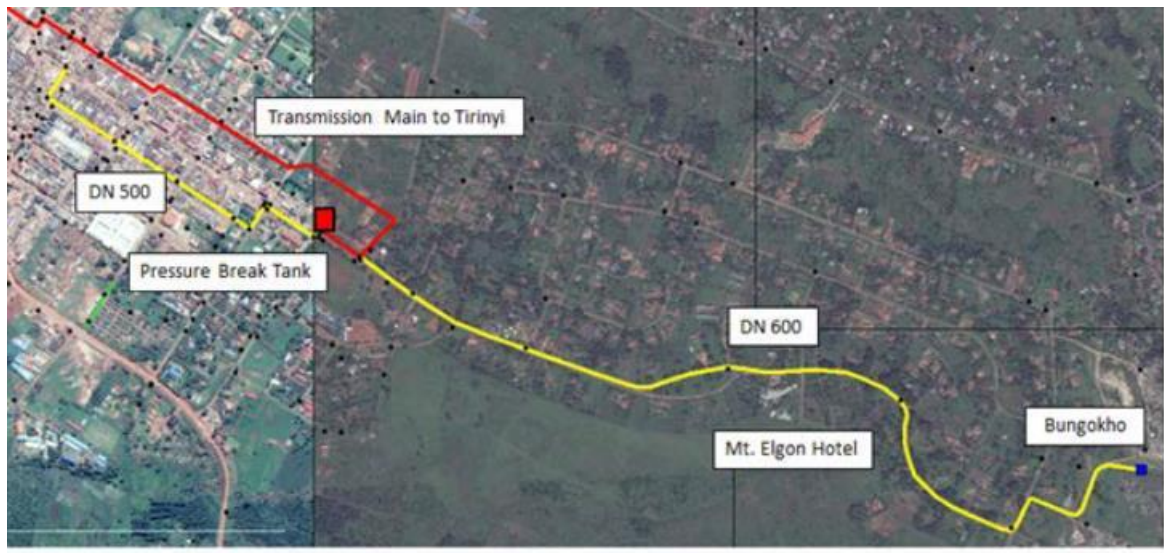 Transmission Main to Tirinyi
DN 500
Pressure Break Tank
DN 600
Bungokho
Mt. Elgon Hotel